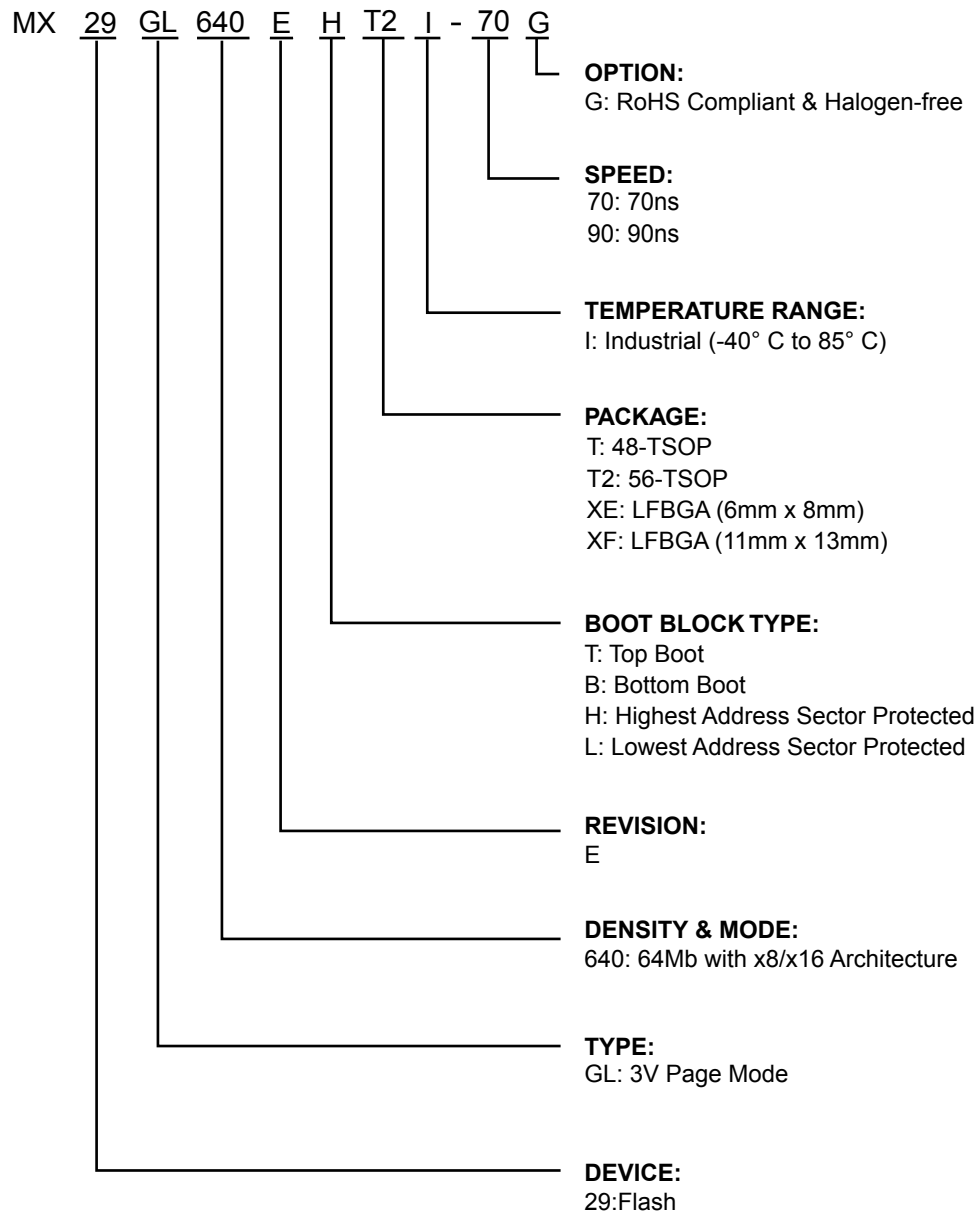 MX 29 GL 640 E H T2 I - 70 G
OPTION:
G: RoHS Compliant & Halogen-free
SPEED:
70: 70ns
90: 90ns
TEMPERATURE RANGE:
I: Industrial (-40° C to 85° C)
PACKAGE:
T: 48-TSOP
T2: 56-TSOP
XE: LFBGA (6mm x 8mm)
XF: LFBGA (11mm x 13mm)
BOOT BLOCK TYPE:
T: Top Boot
B: Bottom Boot
H: Highest Address Sector Protected
L: Lowest Address Sector Protected
REVISION:
E
DENSITY & MODE:
640: 64Mb with x8/x16 Architecture
TYPE:
GL: 3V Page Mode
DEVICE:
29:Flash